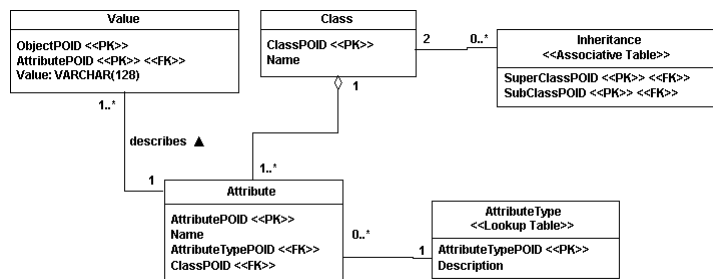 Value
ObjectPOID <<PK>>
AttributePOID <<PK>> <<FK>>
Value: VARCHAR(128)
Class
ClassPOID <<PK>>
Name
2
0..*
Inheritance
<<Associative Table>>
SuperClassPOID <<PK>> <<FK>>
SubClassPOID <<PK>> <<FK>>
1..*
1
describes ▲
1
1..*
Attribute
AttributePOID <<PK>>
Name
AttributeTypePOID <<FK>>
ClassPOID <<FK>>
0..*
1
AttributeType
<<Lookup Table>>
AttributeTypePOID <<PK>>
Description